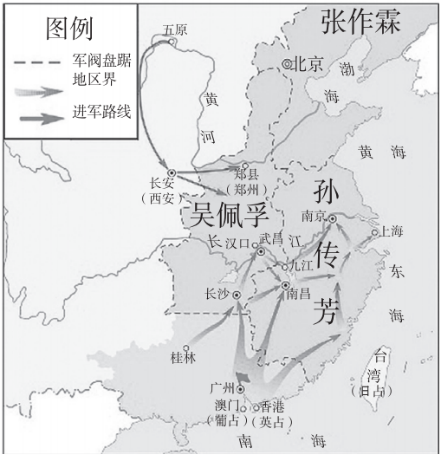 图例
军阀盘踞
地区界
进军路线
张作霖
五原
北京
渤
海
黄
河
黄 海
郑县
(郑州)
长安
(西安)
孙
传
芳
吴佩孚
南京
上海
长
江
汉口
武昌
九江
东
海
长沙
南昌
桂林
台
湾
(日占)
广州
澳门
(葡占)
香港
(英占)
南 海